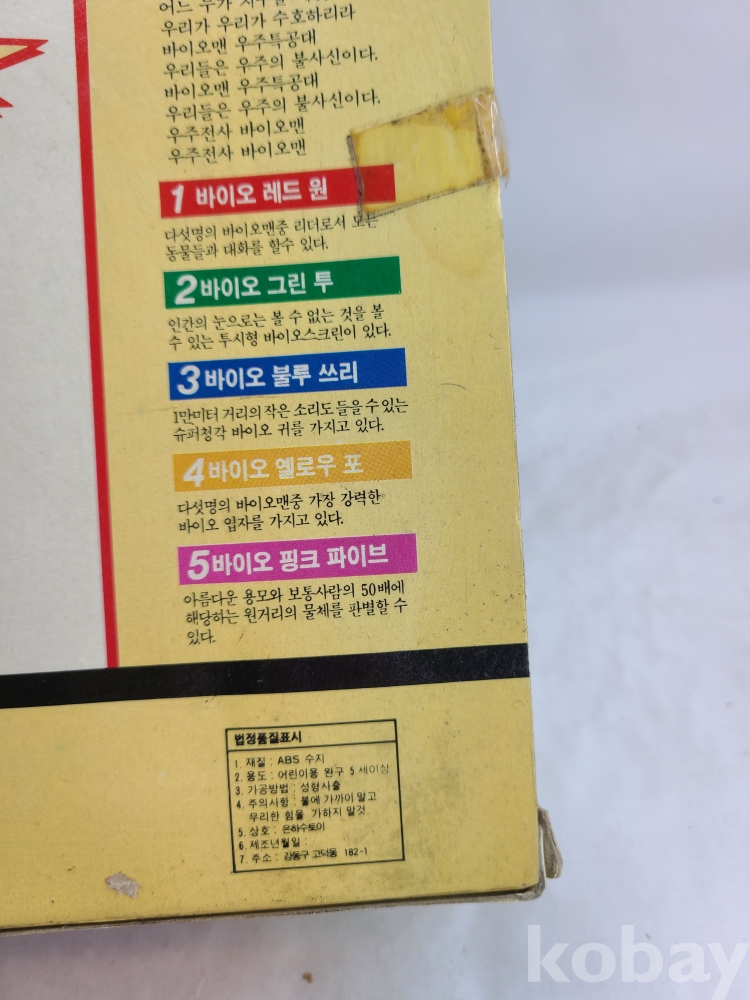 우리가 우리가 수호하리라
바이오맨 우주특공대
우리들은 우주의 불사신이다.
바이오맨 우주특공대
우리들은 우주의 불사신이다.
우주전사 바이오맨
우주전사 바이오맨
1 바이오 레드 원
다섯명의 바이오맨중 리더로서 모든
동물들과 대화를 할수 있다.
2 바이오 그린 투
인간의 눈으로는 볼 수 없는 것을 볼
수 있는 투시형 바이오스크린이 있다.
3 바이오 불루 쓰리
1만미터 거리의 작은 소리도 들을 수 있는
슈퍼청각 바이오 귀를 가지고 있다.
4 바이오 옐로우 포
다섯명의 바이오맨중 가장 강력한
바이오 입자를 가지고 있다.
5 바이오 핑크 파이브
아름다운 용모와 보통사람의 50배에
해당하는 원거리의 물체를 판별할 수
있다.
법정품질표시
1. 재질 : ABS 수지
2. 용도 : 어린이용 완구 5 세이상
3. 가공방법 : 성형사출
4. 주의사항 : 불에 가까이 말고
무리한 힘을 가하지 말것
5. 상호 : 은하수토이
6. 제조년월일 :
7. 주소 : 강동구 고덕동 182-1
kobay